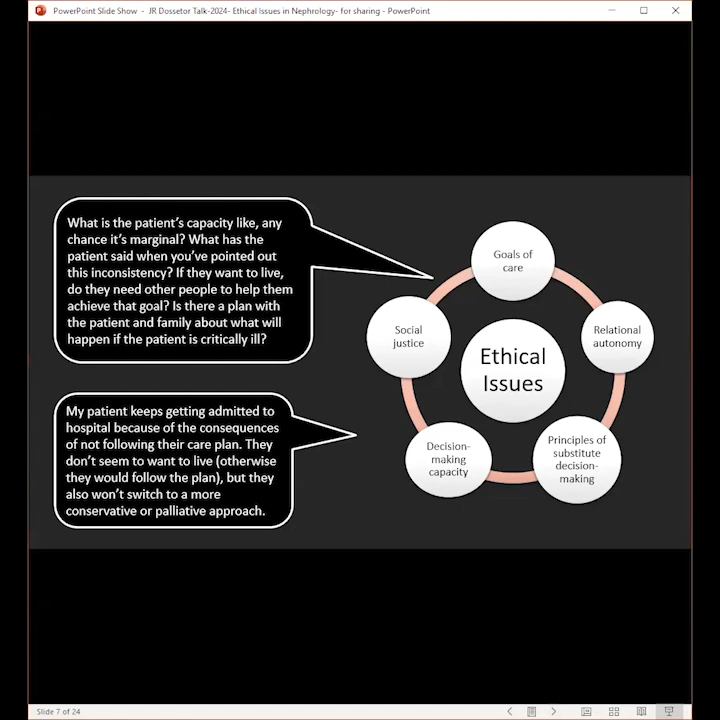 PowerPoint Slide Show - JR Dossetor Talk-2024- Ethical Issues in Nephrology- for sharing - PowerPoint
What is the patient's capacity like, any
chance it's marginal? What has the
patient said when you've pointed out
this inconsistency? If they want to live,
do they need other people to help them
achieve that goal? Is there a plan with
the patient and family about what will
happen if the patient is critically ill?
My patient keeps getting admitted to
hospital because of the consequences
of not following their care plan. They
don't seem to want to live (otherwise
they would follow the plan), but they
also won't switch to a more
conservative or palliative approach.
Goals of
care
Social
justice
Relational
autonomy
Ethical
Issues
Decision-
making
capacity
Principles of
substitute
decision-
making
Slide 7 of 24